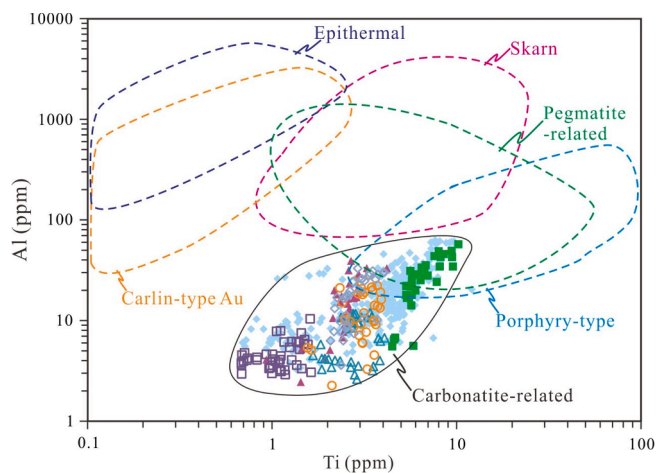 10000
Epithermal
Skarn
1000
Pegmatite
-related
Al (ppm)
100
Carlin-type Au
Porphyry-type
10
Carbonatite-related
1
0.1
1
10
100
Ti (ppm)